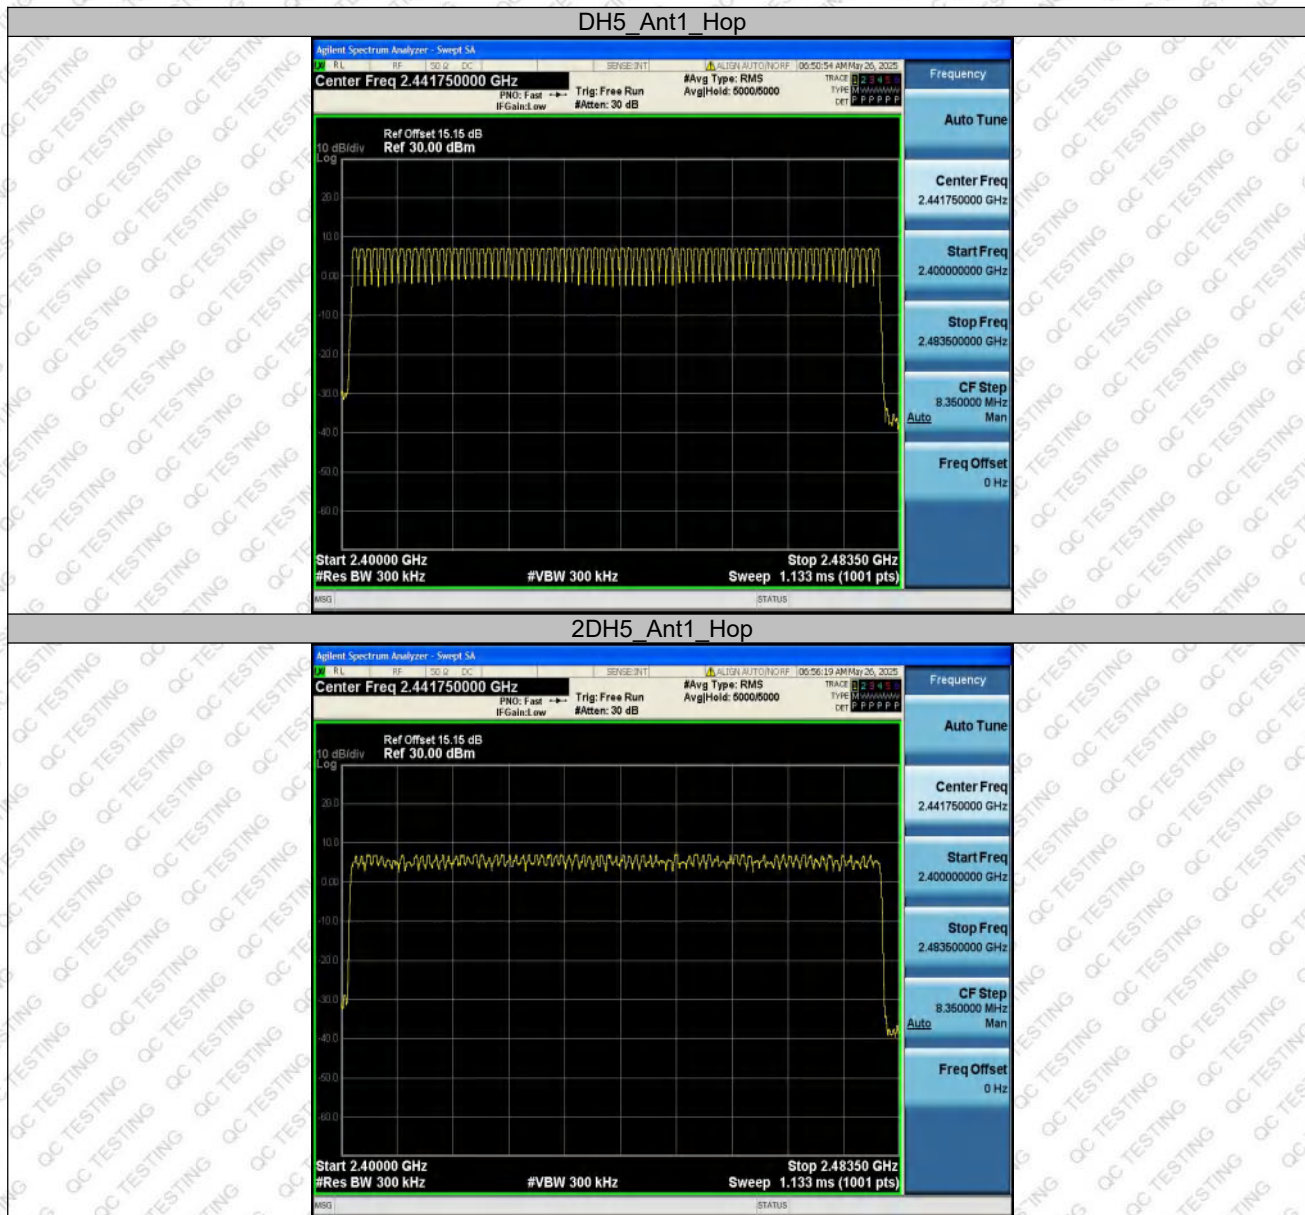 DH5_Ant1_Hop
Agilent Spectrum Analyzer - Swept SA
RL RF 50 Ω DC SENSE:INT ALIGN AUTO/NO RF 06:50:54 AM May 26, 2025
Center Freq 2.441750000 GHz
PNO: Fast
IFGain:Low
Trig: Free Run
#Atten: 30 dB
#Avg Type: RMS
Avg|Hold: 5000/5000
TRACE 1 2 3 4 5 6
TYPE M
DET P P P P P P
Ref Offset 15.15 dB
10 dB/div Ref 30.00 dBm
Log
20.0
10.0
0.00
-10.0
-20.0
-30.0
-40.0
-50.0
-60.0
Start 2.40000 GHz Stop 2.48350 GHz
#Res BW 300 kHz #VBW 300 kHz Sweep 1.133 ms (1001 pts)
MSG STATUS
Frequency
Auto Tune
Center Freq
2.441750000 GHz
Start Freq
2.400000000 GHz
Stop Freq
2.483500000 GHz
CF Step
8.350000 MHz
Auto Man
Freq Offset
0 Hz
2DH5_Ant1_Hop
Agilent Spectrum Analyzer - Swept SA
RL RF 50 Ω DC SENSE:INT ALIGN AUTO/NO RF 06:56:19 AM May 26, 2025
Center Freq 2.441750000 GHz
PNO: Fast
IFGain:Low
Trig: Free Run
#Atten: 30 dB
#Avg Type: RMS
Avg|Hold: 5000/5000
TRACE 1 2 3 4 5 6
TYPE M
DET P P P P P P
Ref Offset 15.15 dB
10 dB/div Ref 30.00 dBm
Log
20.0
10.0
0.00
-10.0
-20.0
-30.0
-40.0
-50.0
-60.0
Start 2.40000 GHz Stop 2.48350 GHz
#Res BW 300 kHz #VBW 300 kHz Sweep 1.133 ms (1001 pts)
MSG STATUS
Frequency
Auto Tune
Center Freq
2.441750000 GHz
Start Freq
2.400000000 GHz
Stop Freq
2.483500000 GHz
CF Step
8.350000 MHz
Auto Man
Freq Offset
0 Hz
QC TESTING